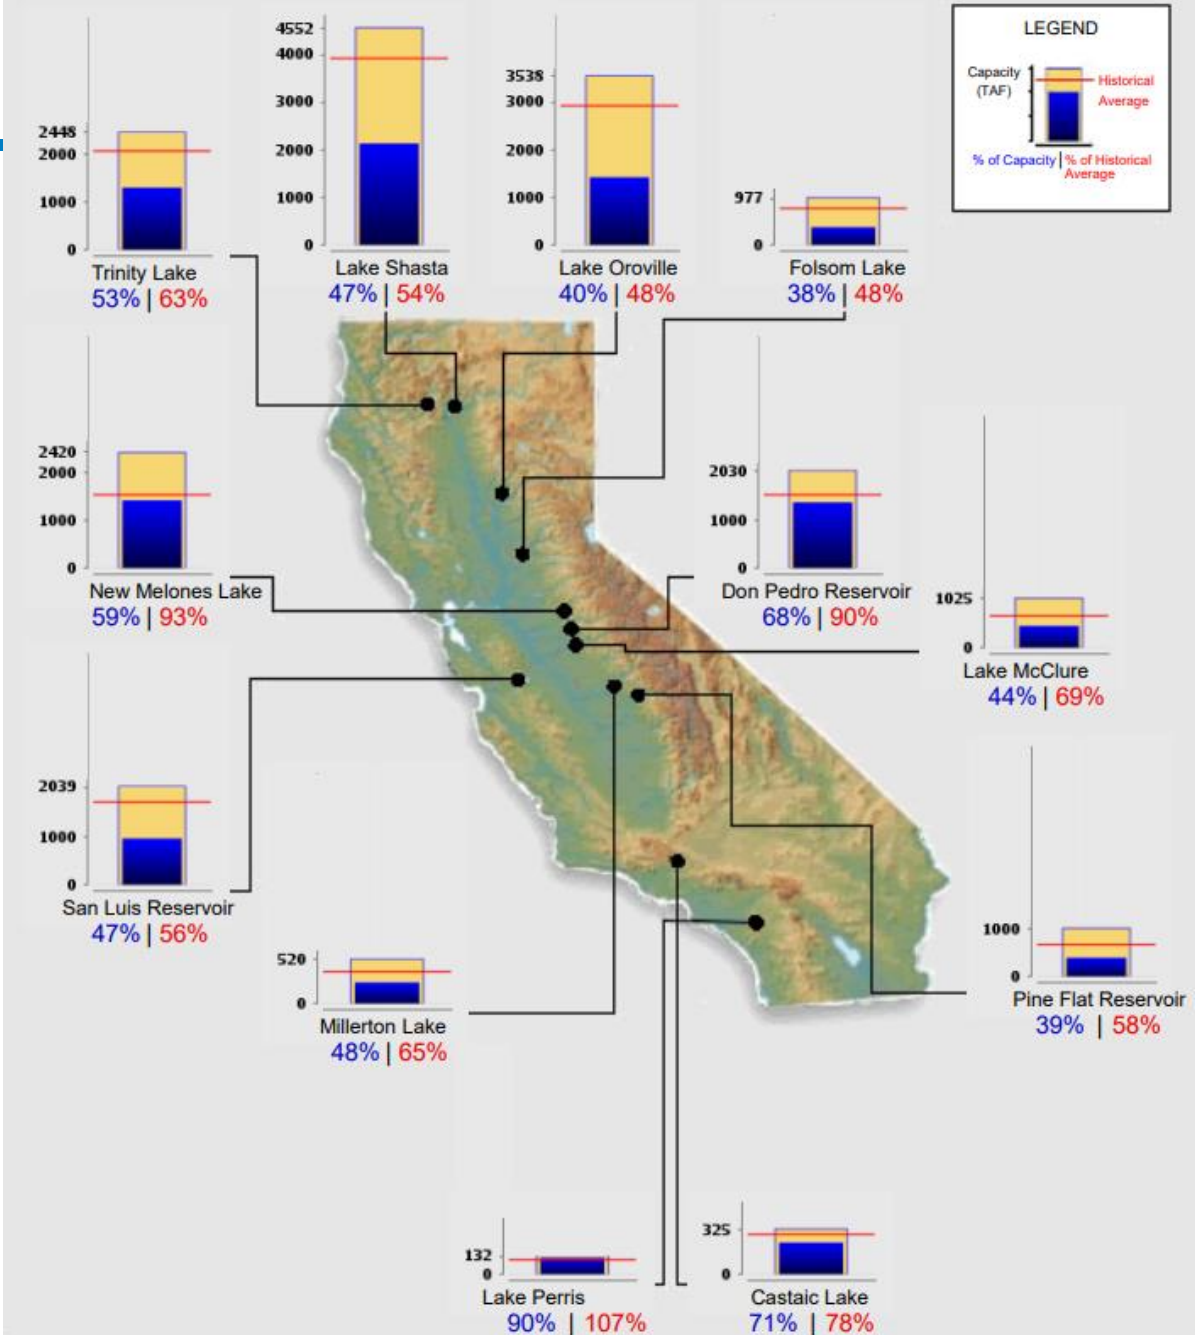 4552
4000
3000
2000
1000
0
Lake Shasta
47% | 54%
3538
3000
2000
1000
0
Lake Oroville
40% | 48%
977
0
Folsom Lake
38% | 48%
LEGEND
Capacity
(TAF)
Historical
Average
% of Capacity | % of Historical
Average
2448
2000
1000
0
Trinity Lake
53% | 63%
2420
2000
1000
0
New Melones Lake
59% | 93%
2030
1000
0
Don Pedro Reservoir
68% | 90%
1025
0
Lake McClure
44% | 69%
2039
1000
0
San Luis Reservoir
47% | 56%
520
0
Millerton Lake
48% | 65%
1000
0
Pine Flat Reservoir
39% | 58%
132
0
Lake Perris
90% | 107%
325
0
Castaic Lake
71% | 78%